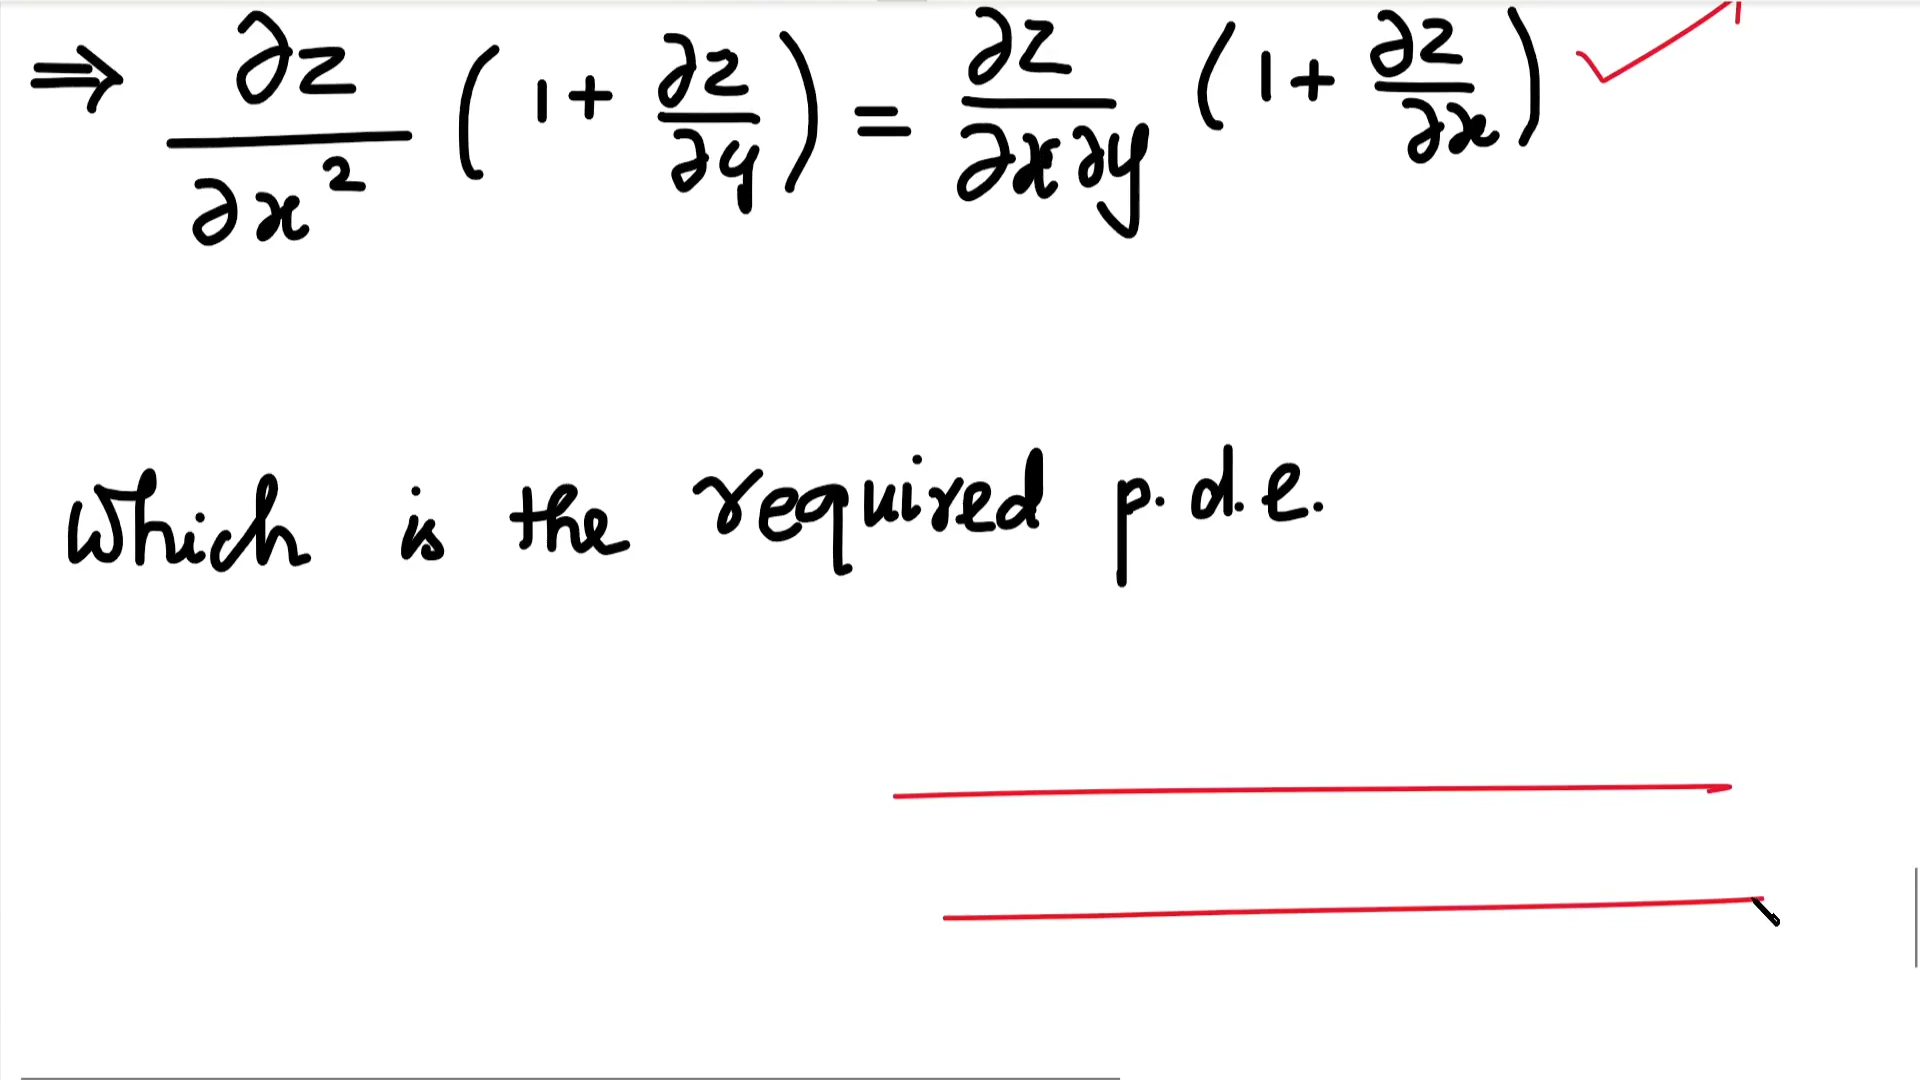 ⇒ ∂z/∂x² (1 + ∂z/∂y) = ∂z/∂x∂y (1 + ∂z/∂x)
Which is the required p.d.e.